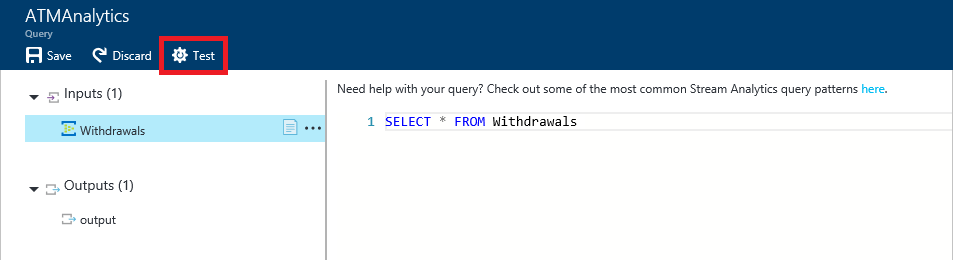 ATMAnalytics
Query
Save Discard Test
Inputs (1)
Withdrawals
Outputs (1)
output
Need help with your query? Check out some of the most common Stream Analytics query patterns here.
1 SELECT * FROM Withdrawals